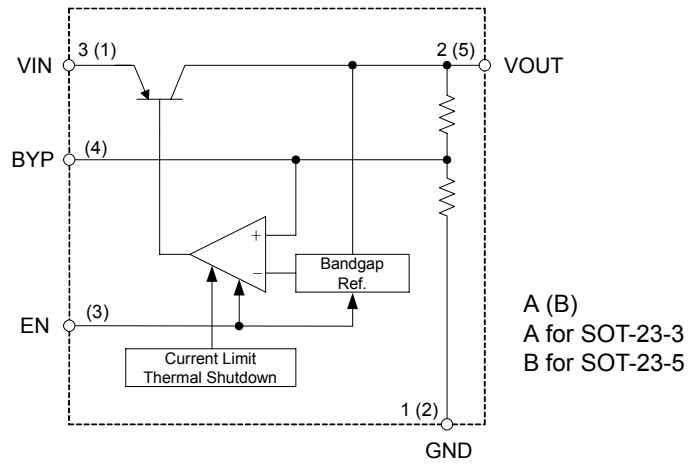 VIN
3 (1)
2 (5)
VOUT
BYP
(4)
+
−
Bandgap
Ref.
EN
(3)
Current Limit
Thermal Shutdown
A (B)
A for SOT-23-3
B for SOT-23-5
1 (2)
GND